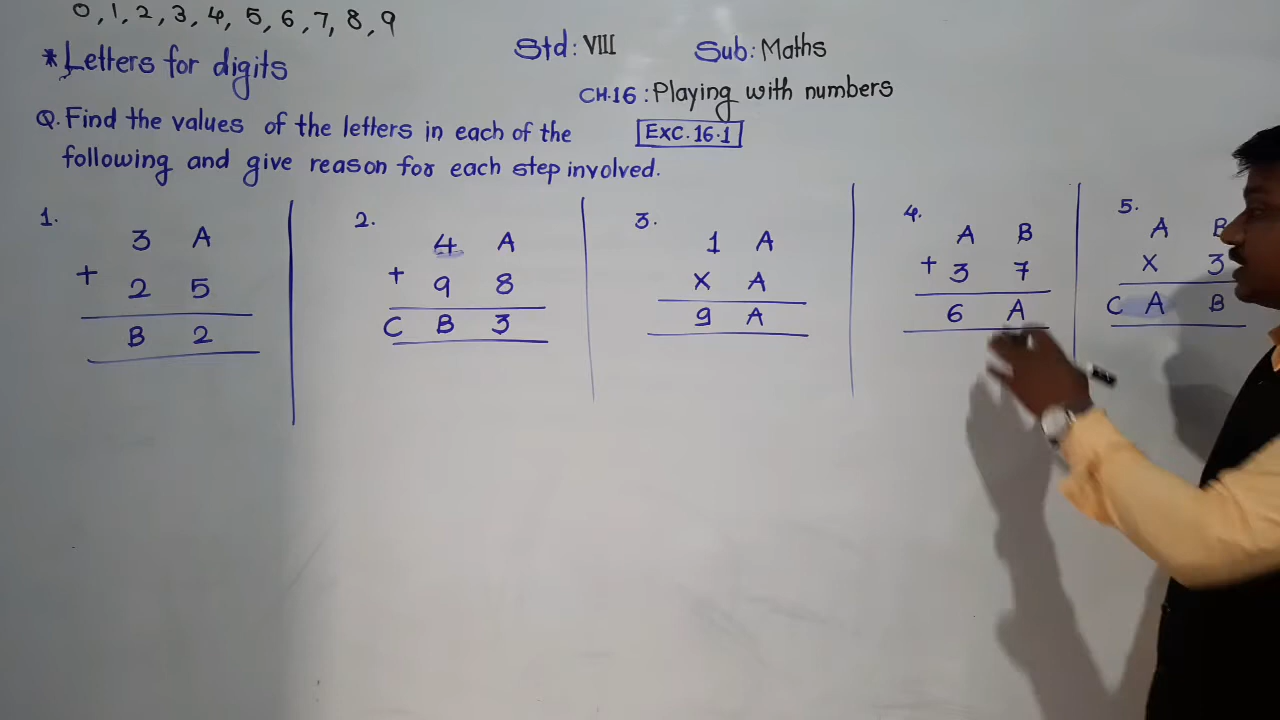 0, 1, 2, 3, 4, 5, 6, 7, 8, 9
* Letters for digits
Std: VIII Sub: Maths
CH.16 : Playing with numbers
Q. Find the values of the letters in each of the EXC. 16.1
following and give reason for each step involved.
1.
3 A
+ 2 5
B 2
2.
4 A
+ 9 8
C B 3
3.
1 A
X A
9 A
4.
A B
+ 3 7
6 A
5.
A B
X 3
C A B